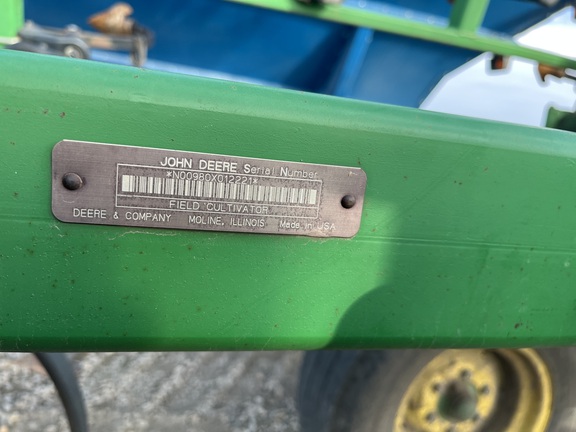 JOHN DEERE Serial Number
*N00980X012221*
FIELD CULTIVATOR
DEERE & COMPANY MOLINE, ILLINOIS Made in USA